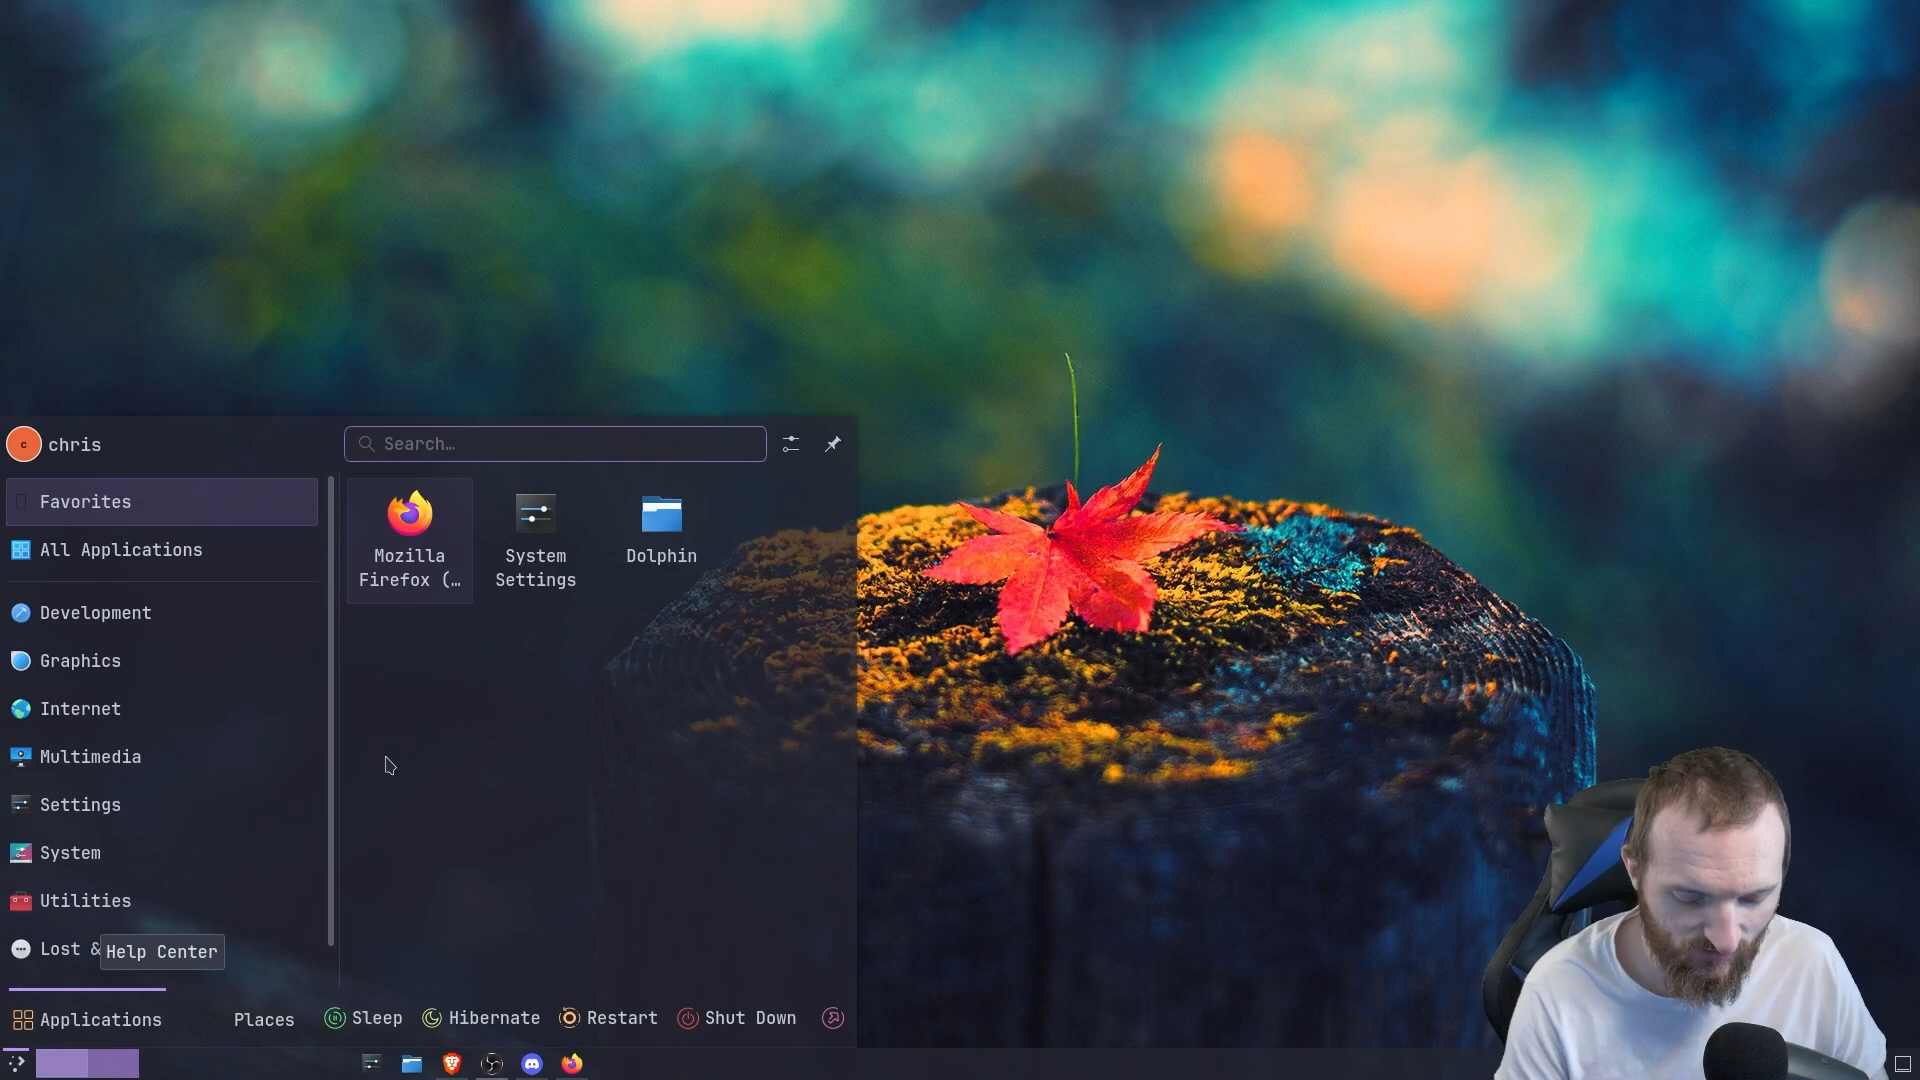 c
chris
Search...
Favorites
All Applications
Development
Graphics
Internet
Multimedia
Settings
System
Utilities
Lost &
Help Center
Mozilla
Firefox (…
System
Settings
Dolphin
Applications
Places
Sleep
Hibernate
Restart
Shut Down